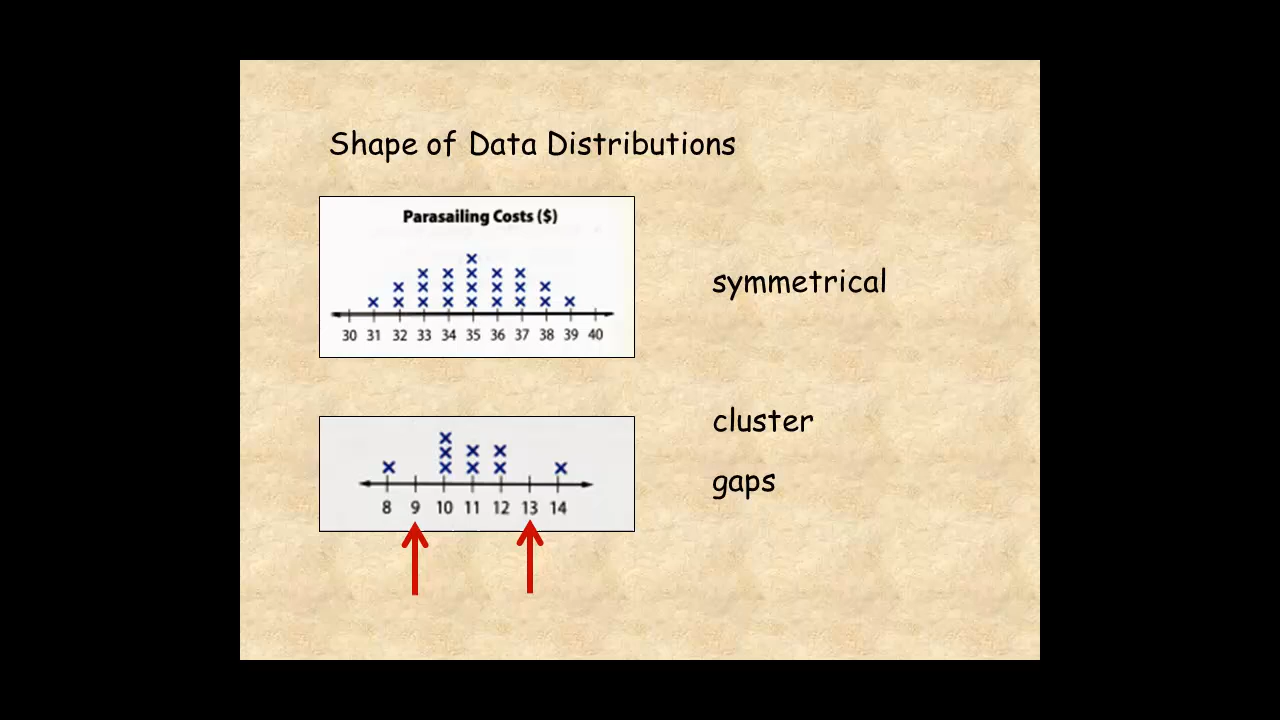 Shape of Data Distributions
Parasailing Costs ($)
30 31 32 33 34 35 36 37 38 39 40
symmetrical
8 9 10 11 12 13 14
cluster
gaps